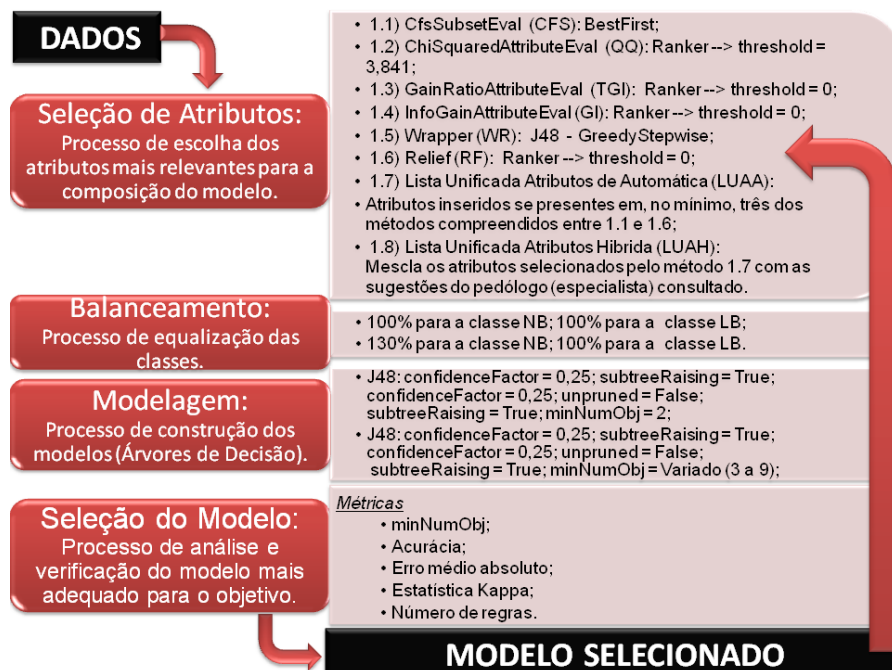 DADOS
Seleção de Atributos:
Processo de escolha dos
atributos mais relevantes para a
composição do modelo.
• 1.1) CfsSubsetEval (CFS): BestFirst;
• 1.2) ChiSquaredAttributeEval (QQ): Ranker--> threshold =
3,841;
• 1.3) GainRatioAttributeEval (TGI): Ranker--> threshold = 0;
• 1.4) InfoGainAttributeEval (GI): Ranker--> threshold = 0;
• 1.5) Wrapper (WR): J48 - GreedyStepwise;
• 1.6) Relief (RF): Ranker--> threshold = 0;
• 1.7) Lista Unificada Atributos de Automática (LUAA):
• Atributos inseridos se presentes em, no mínimo, três dos
métodos compreendidos entre 1.1 e 1.6;
• 1.8) Lista Unificada Atributos Hibrida (LUAH):
Mescla os atributos selecionados pelo método 1.7 com as
sugestões do pedólogo (especialista) consultado.
Balanceamento:
Processo de equalização das
classes.
• 100% para a classe NB; 100% para a classe LB;
• 130% para a classe NB; 100% para a classe LB.
Modelagem:
Processo de construção dos
modelos (Árvores de Decisão).
• J48: confidenceFactor = 0,25; subtreeRaising = True;
confidenceFactor = 0,25; unpruned = False;
subtreeRaising = True; minNumObj = 2;
• J48: confidenceFactor = 0,25; subtreeRaising = True;
confidenceFactor = 0,25; unpruned = False;
subtreeRaising = True; minNumObj = Variado (3 a 9);
Seleção do Modelo:
Processo de análise e
verificação do modelo mais
adequado para o objetivo.
Métricas
• minNumObj;
• Acurácia;
• Erro médio absoluto;
• Estatística Kappa;
• Número de regras.
MODELO SELECIONADO